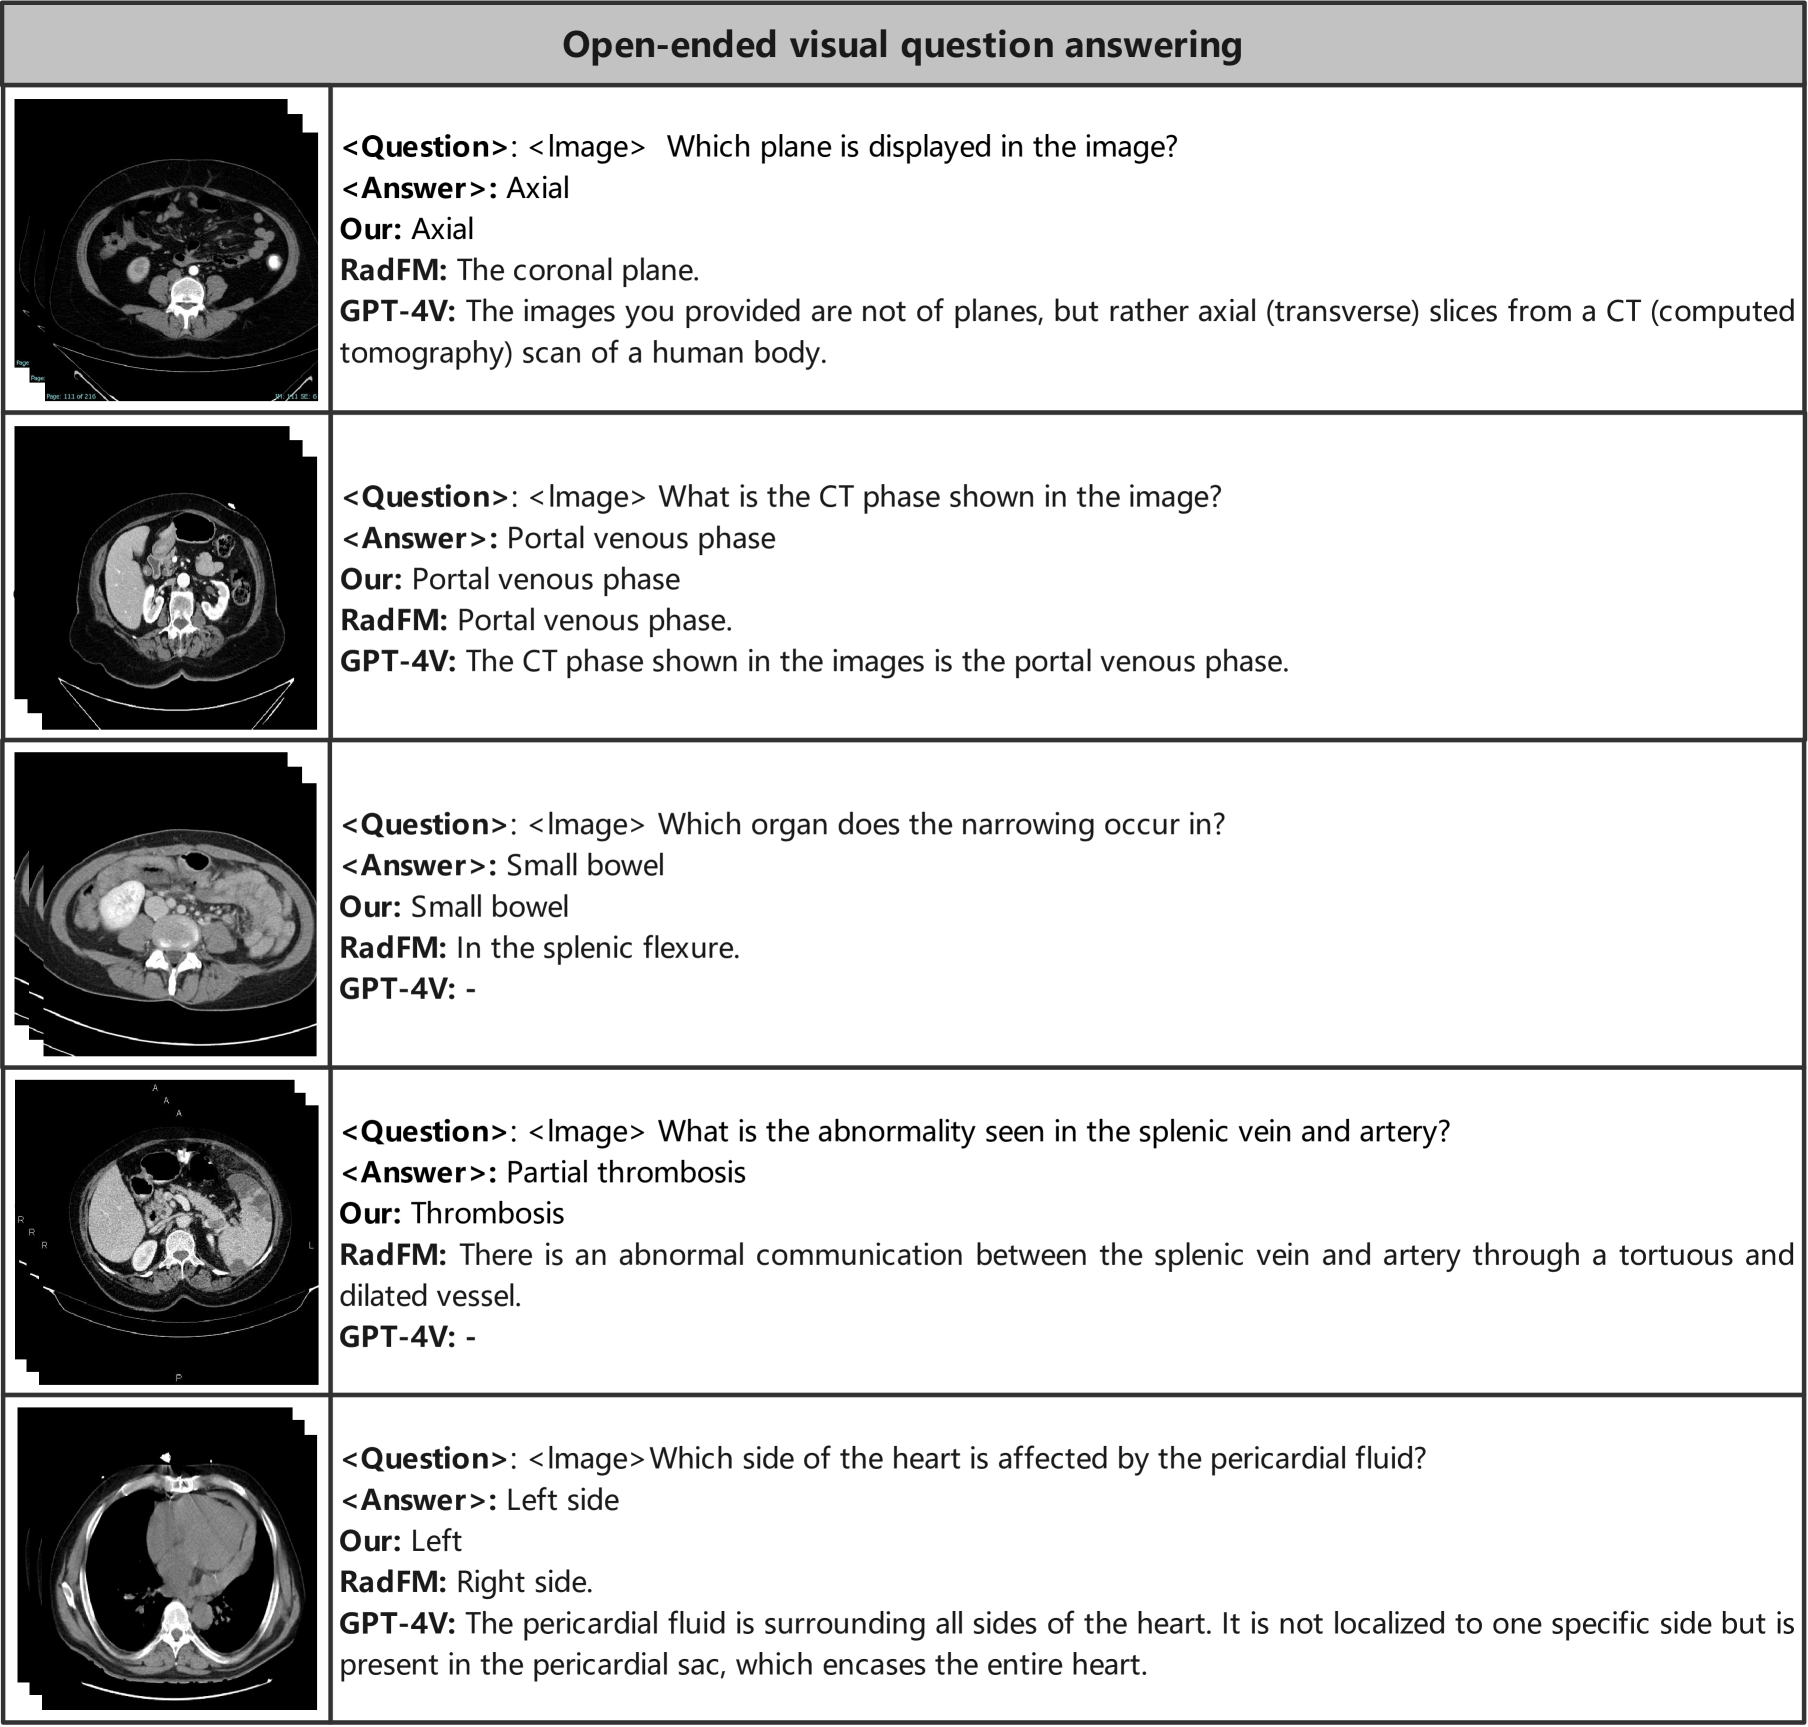 Open-ended visual question answering
<Question>: <Image> Which plane is displayed in the image?
<Answer>: Axial
Our: Axial
RadFM: The coronal plane.
GPT-4V: The images you provided are not of planes, but rather axial (transverse) slices from a CT (computed
tomography) scan of a human body.
Page:
Page:
Page: 111 of 216
<Question>: <Image> What is the CT phase shown in the image?
<Answer>: Portal venous phase
Our: Portal venous phase
RadFM: Portal venous phase.
GPT-4V: The CT phase shown in the images is the portal venous phase.
<Question>: <Image> Which organ does the narrowing occur in?
<Answer>: Small bowel
Our: Small bowel
RadFM: In the splenic flexure.
GPT-4V: -
A
A
A
R
R
R
L
P
<Question>: <Image> What is the abnormality seen in the splenic vein and artery?
<Answer>: Partial thrombosis
Our: Thrombosis
RadFM: There is an abnormal communication between the splenic vein and artery through a tortuous and
dilated vessel.
GPT-4V: -
<Question>: <Image>Which side of the heart is affected by the pericardial fluid?
<Answer>: Left side
Our: Left
RadFM: Right side.
GPT-4V: The pericardial fluid is surrounding all sides of the heart. It is not localized to one specific side but is
present in the pericardial sac, which encases the entire heart.